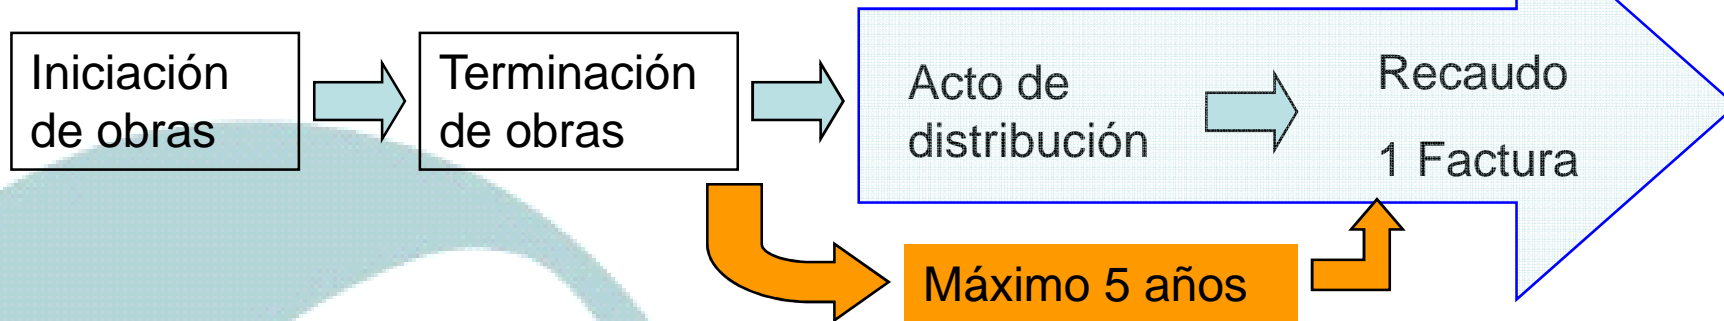 Iniciación
de obras
Terminación
de obras
Acto de
distribución
Recaudo
1 Factura
Máximo 5 años